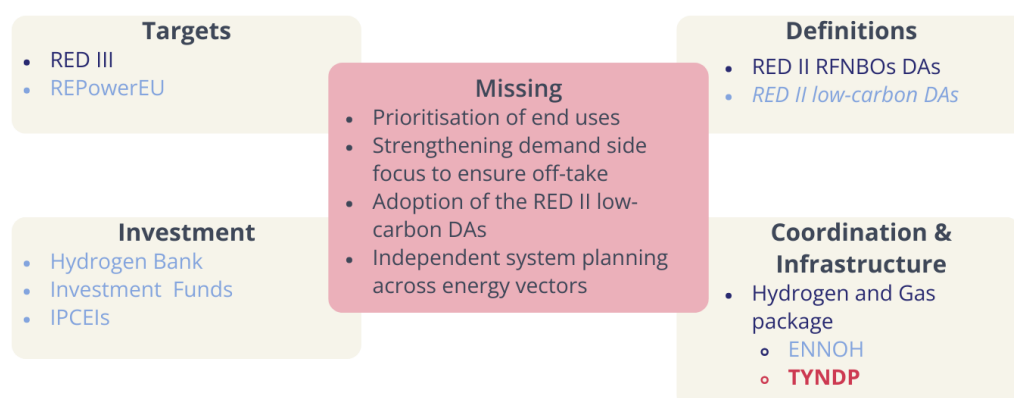 Targets
• RED III
• REPowerEU
Missing
• Prioritisation of end uses
• Strengthening demand side
focus to ensure off-take
• Adoption of the RED II low-
carbon DAs
• Independent system planning
across energy vectors
Definitions
• RED II RFNBOs DAs
• RED II low-carbon DAs
Investment
• Hydrogen Bank
• Investment Funds
• IPCEIs
Coordination &
Infrastructure
• Hydrogen and Gas
package
ENNOH
TYNDP